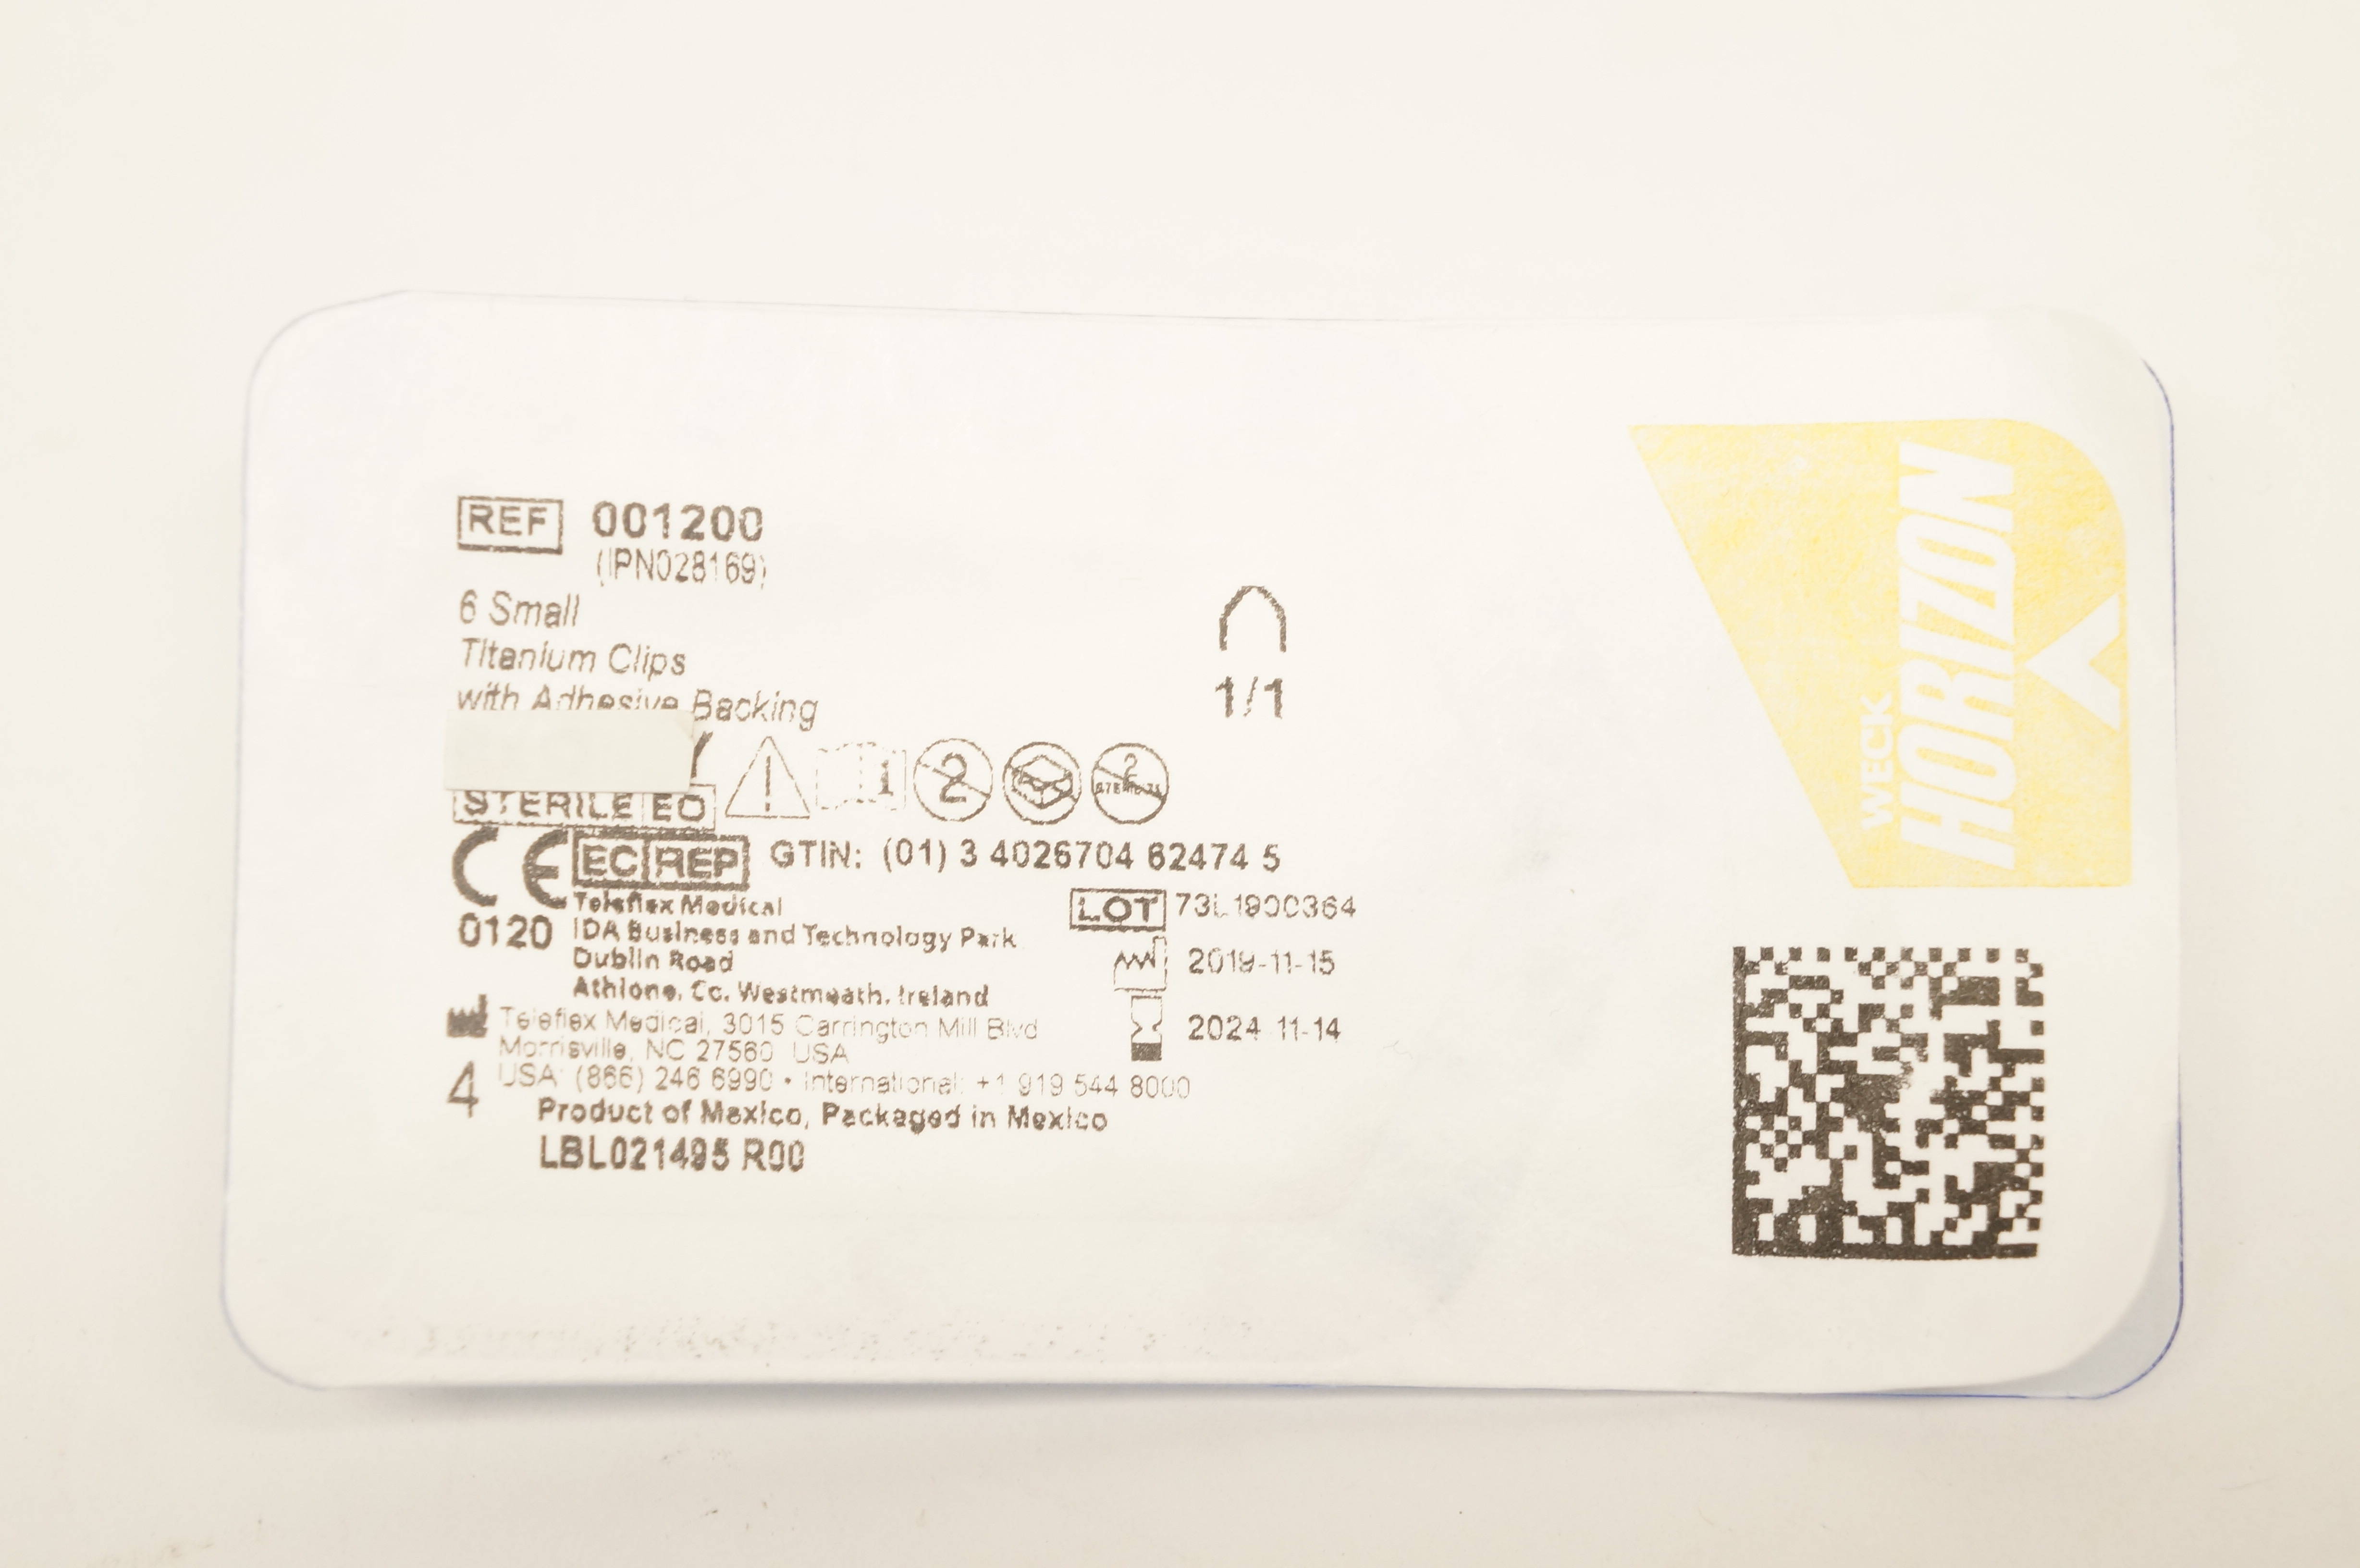 REF 001200
(IPN028169)
6 Small
Titanium Clips
with Adhesive Backing
1/1
STERILE EO
2
2
CE
0120
EC REP
GTIN: (01) 3 4026704 62474 5
Teleflex Medical
IDA Business and Technology Park
Dublin Road
Athlone, Co. Westmeath, Ireland
LOT 73L1900364
2019-11-15
2024-11-14
Teleflex Medical, 3015 Carrington Mill Blvd
Morrisville, NC 27560 USA
USA: (866) 246 6990 • International: +1 919 544 8000
4
Product of Mexico, Packaged in Mexico
LBL021495 R00
WECK
HORIZON